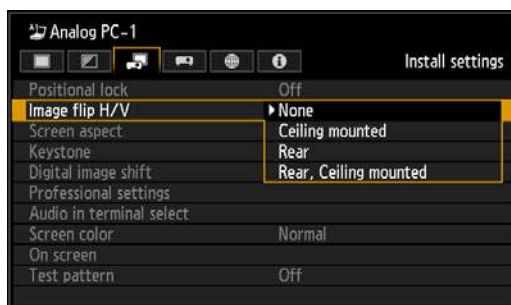 Analog PC-1
Install settings
Positional lock Off
Image flip H/V None
Ceiling mounted
Screen aspect
Rear
Keystone
Rear, Ceiling mounted
Digital image shift
Professional settings
Audio in terminal select
Screen color Normal
On screen
Test pattern Off